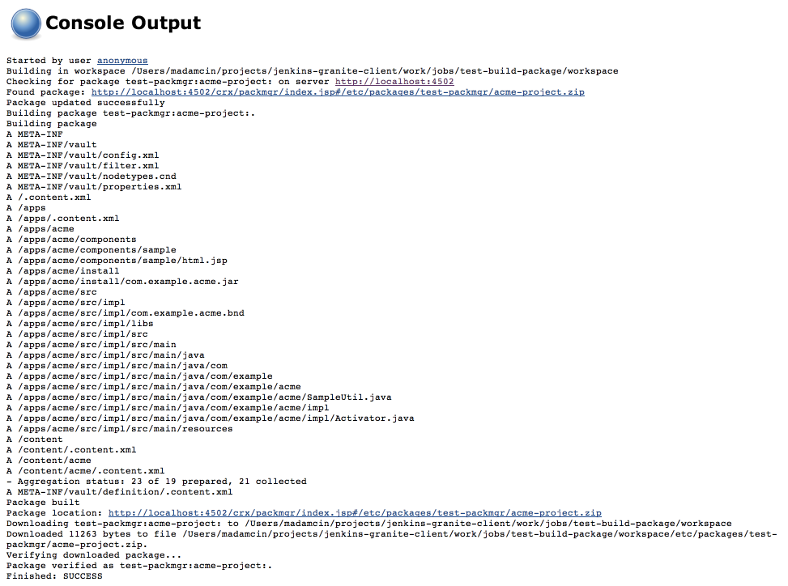 Console Output
Started by user anonymous
Building in workspace /Users/madamcin/projects/jenkins-granite-client/work/jobs/test-build-package/workspace
Checking for package test-packmgr:acme-project: on server http://localhost:4502
Found package: http://localhost:4502/crx/packmgr/index.jsp#/etc/packages/test-packmgr/acme-project.zip
Package updated successfully
Building package test-packmgr:acme-project:.
Building package
A META-INF
A META-INF/vault
A META-INF/vault/config.xml
A META-INF/vault/filter.xml
A META-INF/vault/nodetypes.cnd
A META-INF/vault/properties.xml
A /.content.xml
A /apps
A /apps/.content.xml
A /apps/acme
A /apps/acme/components
A /apps/acme/components/sample
A /apps/acme/components/sample/html.jsp
A /apps/acme/install
A /apps/acme/install/com.example.acme.jar
A /apps/acme/src
A /apps/acme/src/impl
A /apps/acme/src/impl/com.example.acme.bnd
A /apps/acme/src/impl/libs
A /apps/acme/src/impl/src
A /apps/acme/src/impl/src/main
A /apps/acme/src/impl/src/main/java
A /apps/acme/src/impl/src/main/java/com
A /apps/acme/src/impl/src/main/java/com/example
A /apps/acme/src/impl/src/main/java/com/example/acme
A /apps/acme/src/impl/src/main/java/com/example/acme/SampleUtil.java
A /apps/acme/src/impl/src/main/java/com/example/acme/impl
A /apps/acme/src/impl/src/main/java/com/example/acme/impl/Activator.java
A /apps/acme/src/impl/src/main/resources
A /content
A /content/.content.xml
A /content/acme
A /content/acme/.content.xml
- Aggregation status: 23 of 19 prepared, 21 collected
A META-INF/vault/definition/.content.xml
Package built
Package location: http://localhost:4502/crx/packmgr/index.jsp#/etc/packages/test-packmgr/acme-project.zip
Downloading test-packmgr:acme-project: to /Users/madamcin/projects/jenkins-granite-client/work/jobs/test-build-package/workspace
Downloaded 11263 bytes to file /Users/madamcin/projects/jenkins-granite-client/work/jobs/test-build-package/workspace/etc/packages/test-
packmgr/acme-project.zip.
Verifying downloaded package...
Package verified as test-packmgr:acme-project:.
Finished: SUCCESS